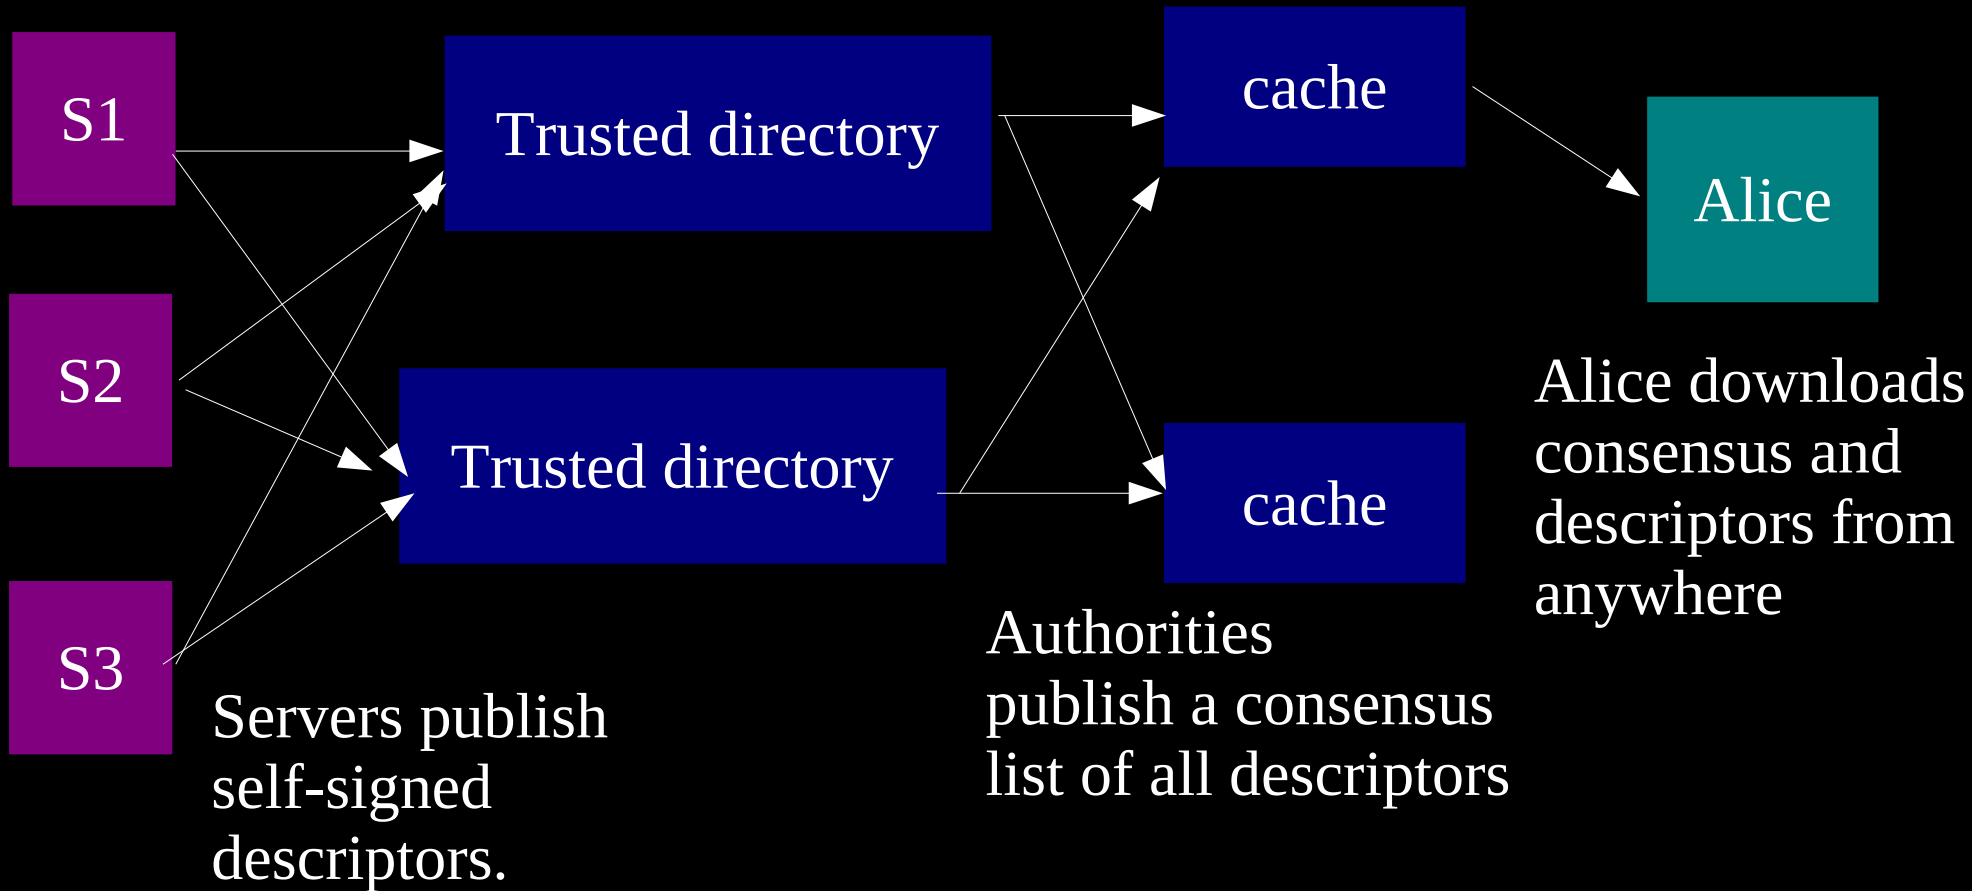 S1
Trusted directory
cache
Alice
S2
Trusted directory
cache
S3
Servers publish
self-signed
descriptors.
Authorities
publish a consensus
list of all descriptors
Alice downloads
consensus and
descriptors from
anywhere